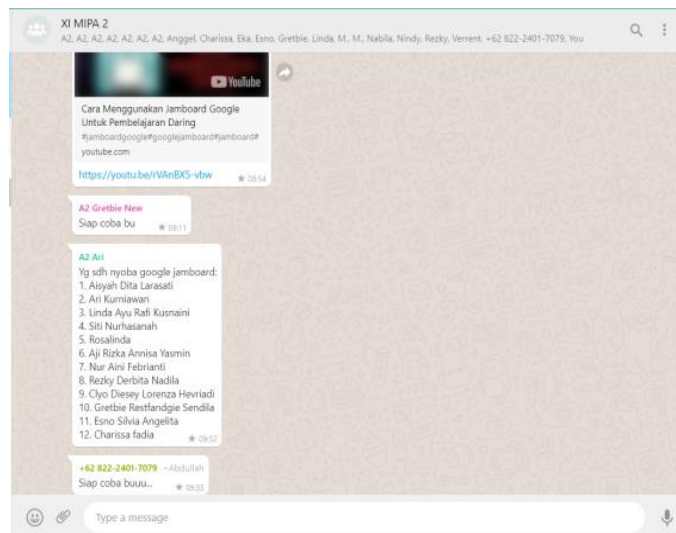 XI MIPA 2
A2, A2, A2, A2, A2, A2, A2, Anggel, Charissa, Eka, Esno, Gretbie, Linda, M., M., Nabila, Nindy, Rezky, Verrent, +62 822-2401-7079, You
YouTube
Cara Menggunakan Jamboard Google
Untuk Pembelajaran Daring
#jamboardgoogle#googlejamboard#jamboard#
youtube.com
https://youtu.be/rVAnBX5-vbw
08:54
A2 Gretbie New
Siap coba bu
09:11
A2 Ari
Yg sdh nyoba google jamboard:
1. Aisyah Dita Larasati
2. Ari Kurniawan
3. Linda Ayu Rafi Kusnaini
4. Siti Nurhasanah
5. Rosalinda
6. Aji Rizka Annisa Yasmin
7. Nur Aini Febrianti
8. Rezky Derbita Nadila
9. Clyo Diesey Lorenza Hevriadi
10. Gretbie Restfandgie Sendila
11. Esno Silvia Angelita
12. Charissa fadia
09:32
+62 822-2401-7079 ~Abdullah
Siap coba buuu...
09:33
Type a message